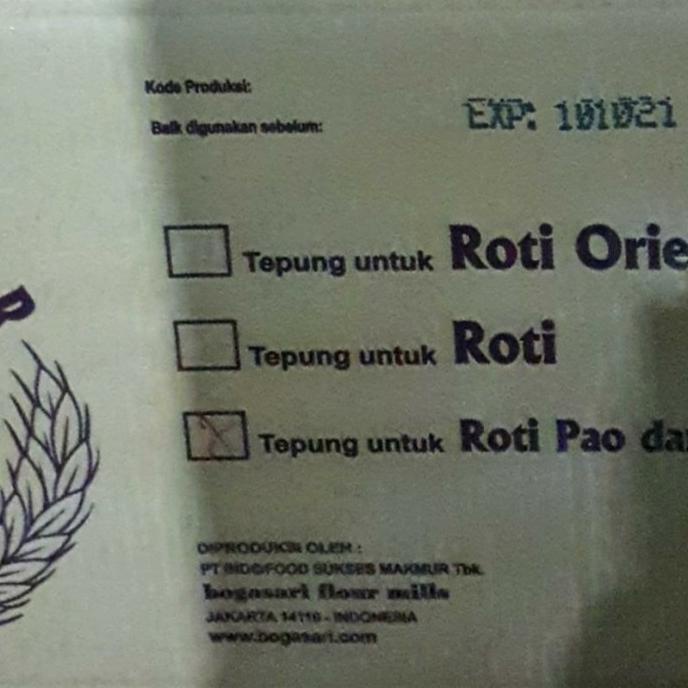 Kode Produksi:
Baik digunakan sebelum:
EXP: 101021
Tepung untuk Roti Orie
Tepung untuk Roti
Tepung untuk Roti Pao da
R
DIPRODUKSI OLEH :
PT INDOFOOD SUKSES MAKMUR Tbk.
bogasari flour mills
JAKARTA 14110 - INDONESIA
www.bogasari.com